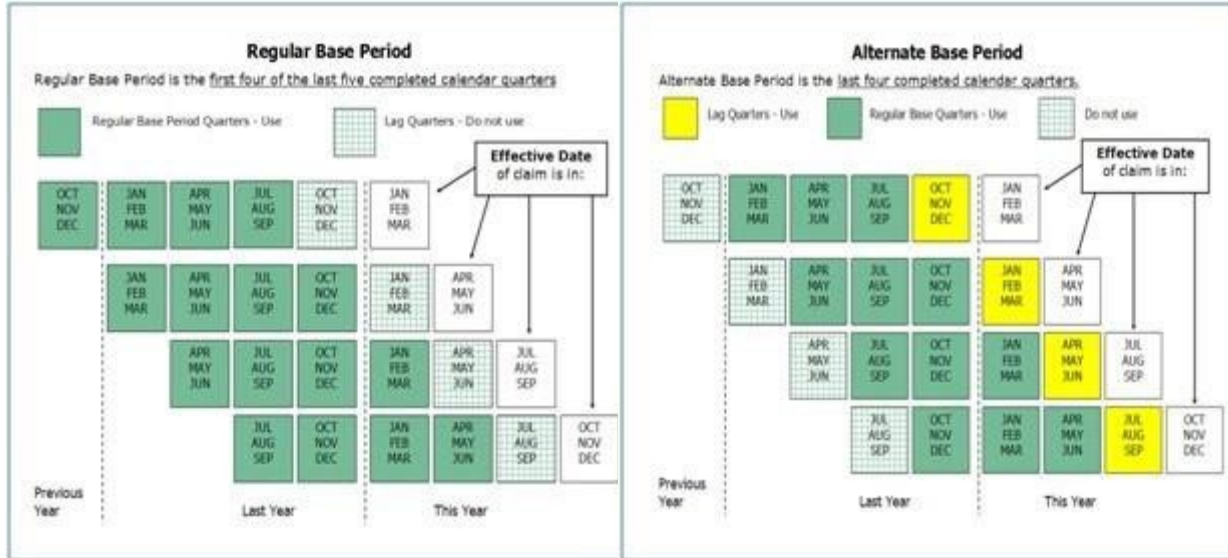 Regular Base Period
Regular Base Period is the first four of the last five completed calendar quarters
Regular Base Period Quarters - Use
Lag Quarters - Do not use
Effective Date
of claim is in:
OCT JAN APR JUL OCT JAN
NOV FEB MAY AUG NOV FEB
DEC MAR JUN SEP DEC MAR
JAN APR JUL OCT JAN APR
FEB MAY AUG NOV FEB MAY
MAR JUN SEP DEC MAR JUN
APR JUL OCT JAN APR JUL
MAY AUG NOV FEB MAY AUG
JUN SEP DEC MAR JUN SEP
JUL OCT JAN APR JUL OCT
AUG NOV FEB MAY AUG NOV
SEP DEC MAR JUN SEP DEC
Previous
Year
Last Year
This Year
Alternate Base Period
Alternate Base Period is the last four completed calendar quarters.
Lag Quarters - Use
Regular Base Quarters - Use
Do not use
Effective Date
of claim is in:
OCT JAN APR JUL OCT JAN
NOV FEB MAY AUG NOV FEB
DEC MAR JUN SEP DEC MAR
JAN APR JUL OCT JAN APR
FEB MAY AUG NOV FEB MAY
MAR JUN SEP DEC MAR JUN
APR JUL OCT JAN APR JUL
MAY AUG NOV FEB MAY AUG
JUN SEP DEC MAR JUN SEP
JUL OCT JAN APR JUL OCT
AUG NOV FEB MAY AUG NOV
SEP DEC MAR JUN SEP DEC
Previous
Year
Last Year
This Year